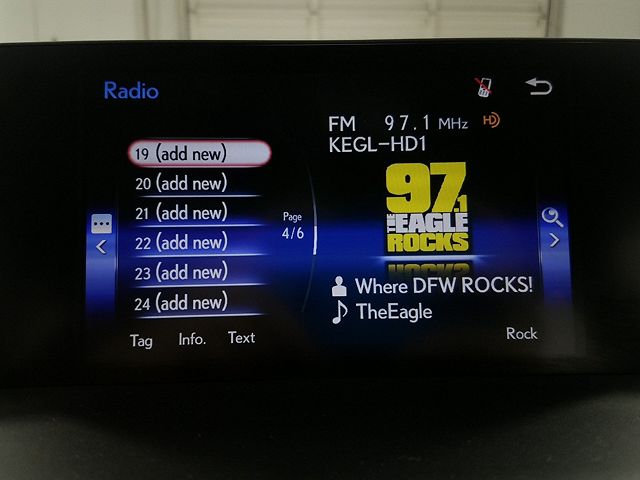 Radio
19 (add new)
20 (add new)
21 (add new)
22 (add new)
23 (add new)
24 (add new)
Page
4/6
Tag Info. Text
FM 97.1 MHz HD
KEGL-HD1
97.1
THE EAGLE
ROCKS
Where DFW ROCKS!
TheEagle
Rock